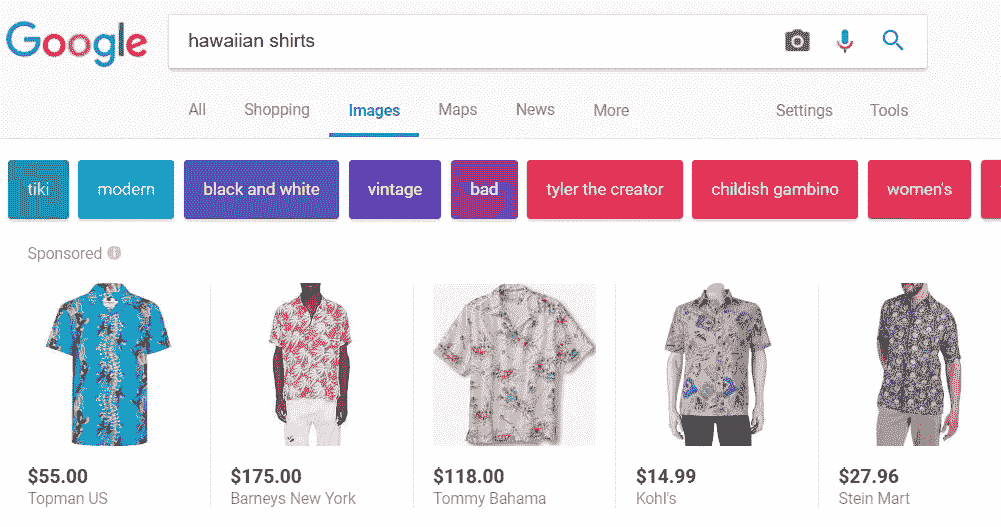 Google
hawaiian shirts
All Shopping Images Maps News More Settings Tools
tiki modern black and white vintage bad tyler the creator childish gambino women's
Sponsored
$55.00 $175.00 $118.00 $14.99 $27.96
Topman US Barneys New York Tommy Bahama Kohl's Stein Mart